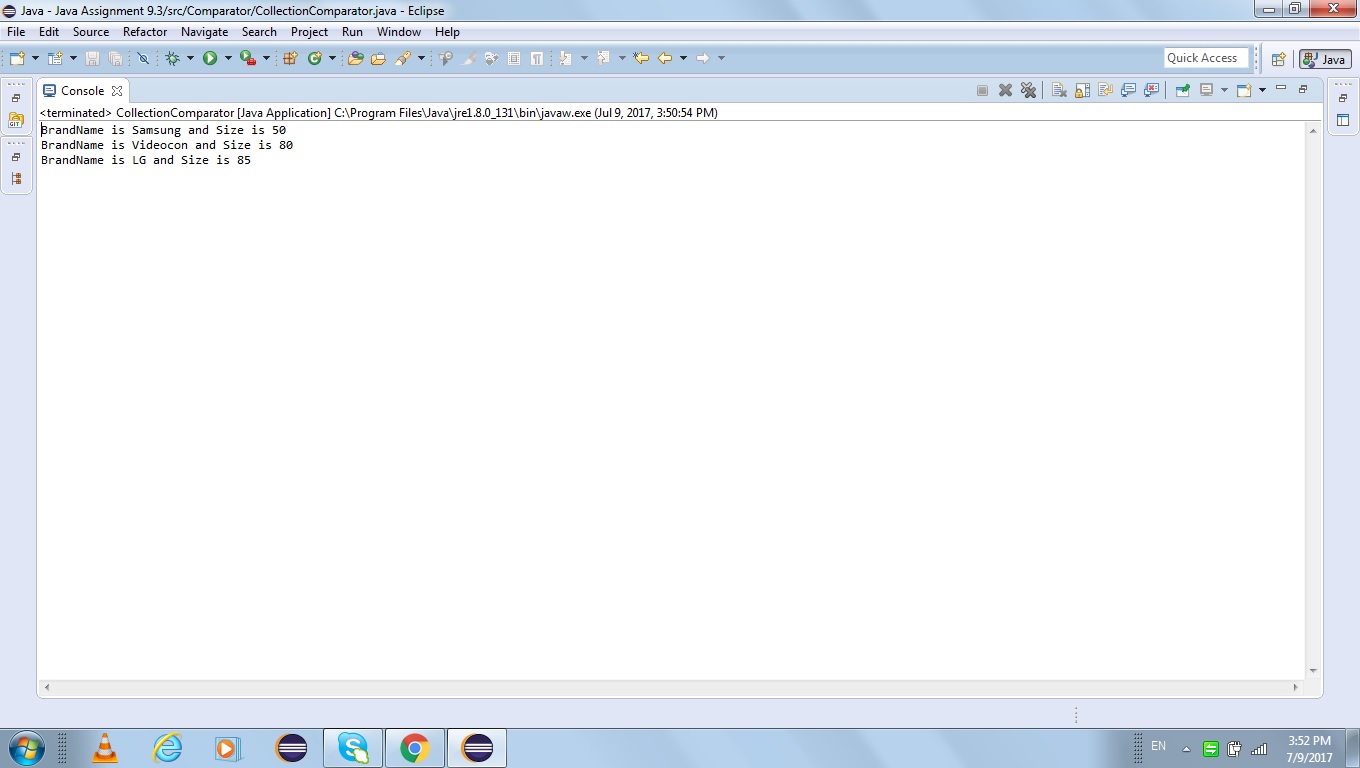 Java - Java Assignment 9.3/src/Comparator/CollectionComparator.java - Eclipse
File Edit Source Refactor Navigate Search Project Run Window Help
Quick Access
Java
Console
<terminated> CollectionComparator [Java Application] C:\Program Files\Java\jre1.8.0_131\bin\javaw.exe (Jul 9, 2017, 3:50:54 PM)
BrandName is Samsung and Size is 50
BrandName is Videocon and Size is 80
BrandName is LG and Size is 85
GIT
EN
3:52 PM
7/9/2017